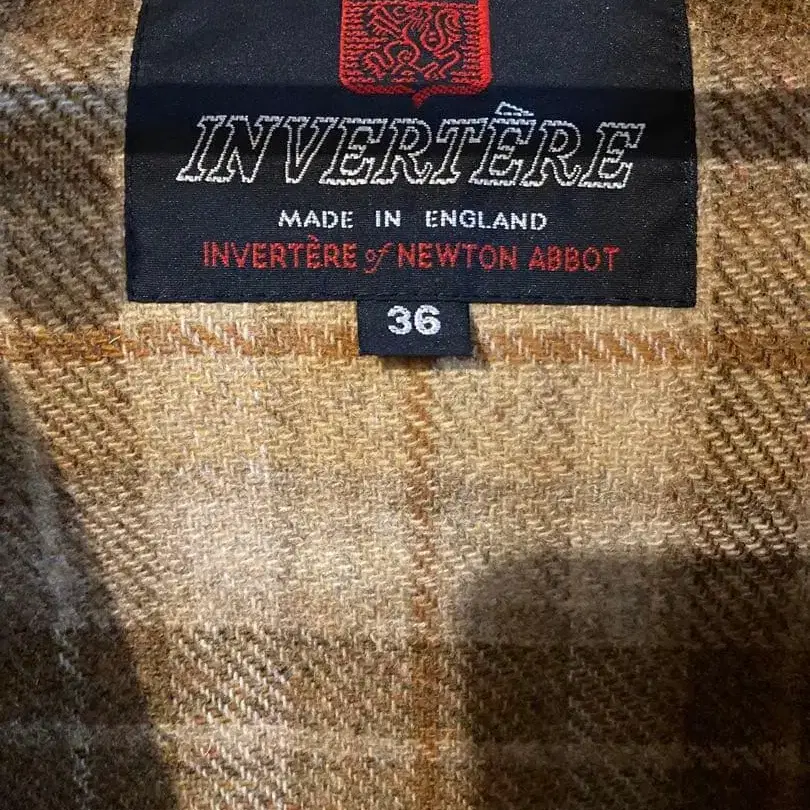 INVERTÈRE
MADE IN ENGLAND
INVERTÈRE of NEWTON ABBOT
36